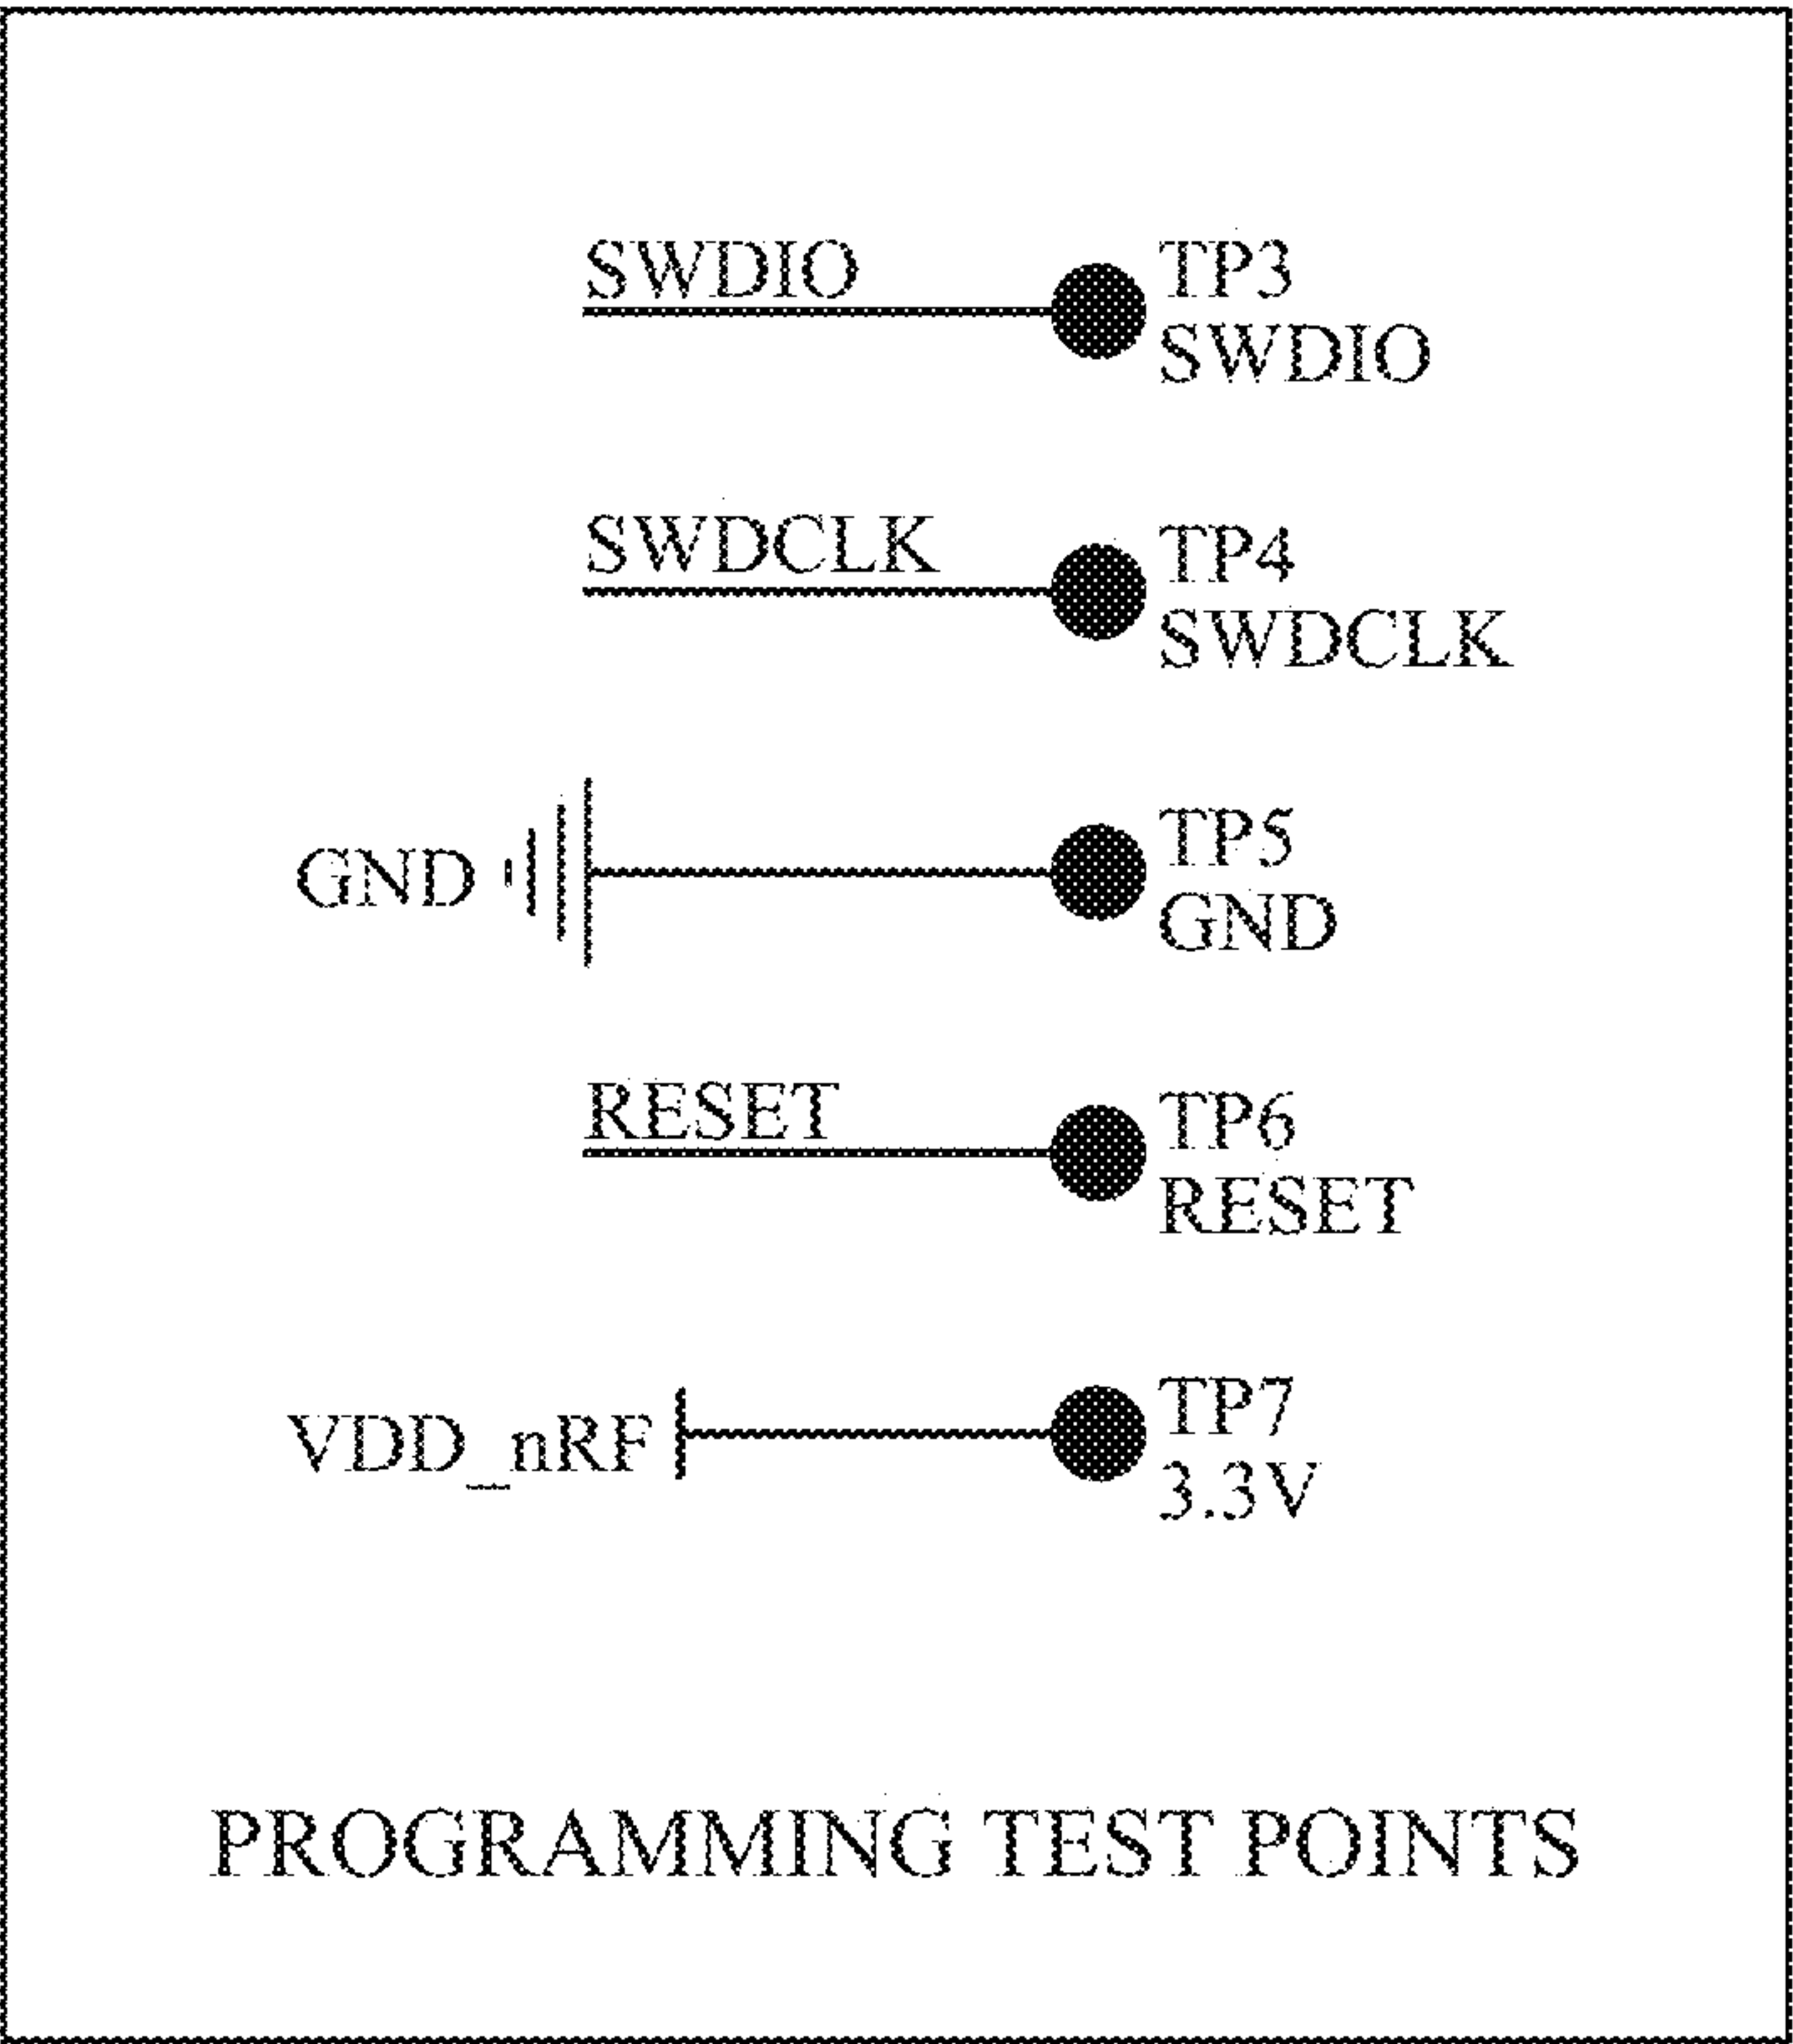 SWDIO
TP3
SWDIO
SWDCLK
TP4
SWDCLK
GND
TP5
GND
RESET
TP6
RESET
VDD_nRF
TP7
3.3V
PROGRAMMING TEST POINTS